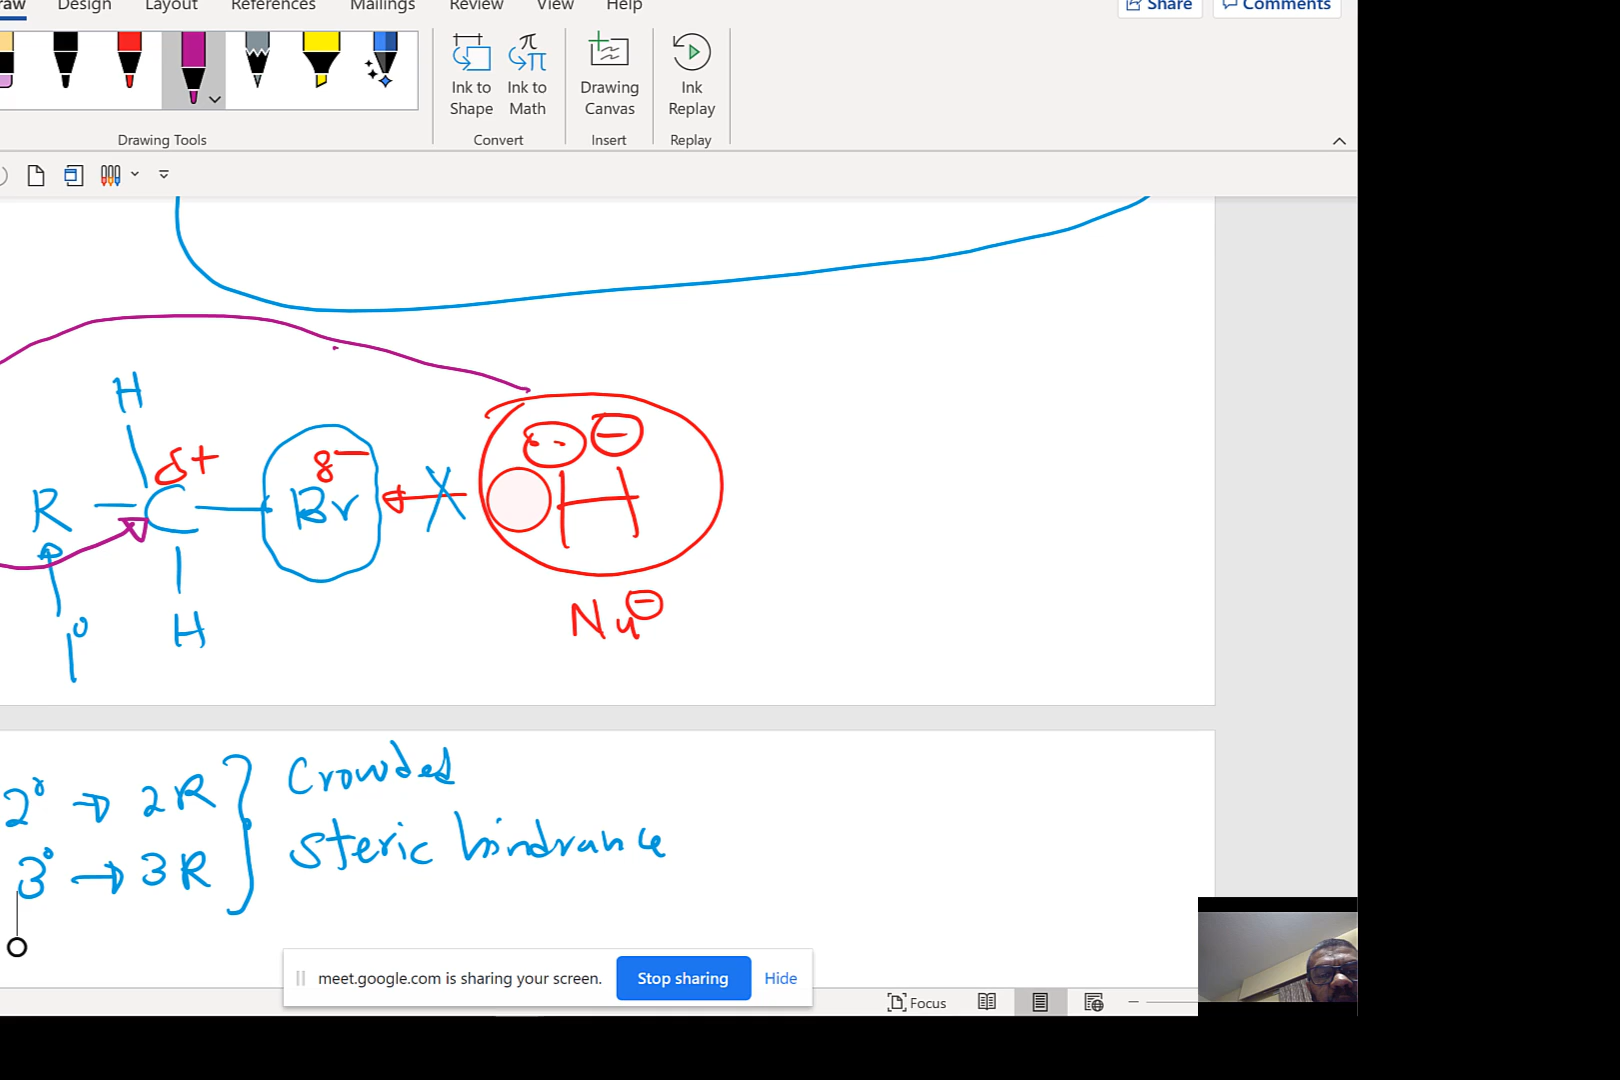 aw Design Layout References Mailings Review View Help Share Comments
Ink to Shape Ink to Math Drawing Canvas Ink Replay
Drawing Tools Convert Insert Replay
H
δ+ 8− ⊖
R — C — Br H
H
1°
Nu⊖
2° → 2R Crowded
3° → 3R Steric hindrance
meet.google.com is sharing your screen. Stop sharing Hide
Focus